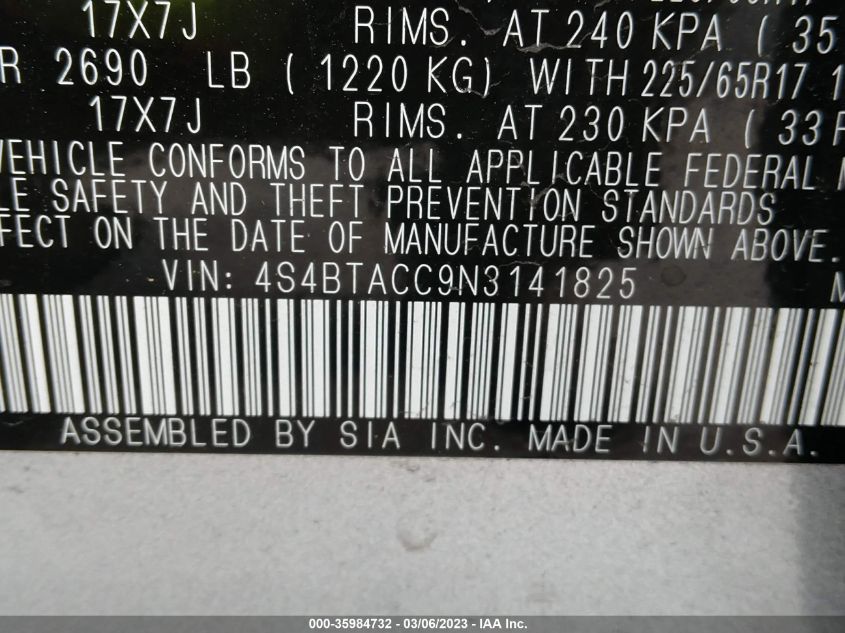 17X7J RIMS. AT 240 KPA ( 35
R 2690 LB ( 1220 KG) WITH 225/65R17 1
17X7J RIMS. AT 230 KPA ( 33
VEHICLE CONFORMS TO ALL APPLICABLE FEDERAL
LE SAFETY AND THEFT PREVENTION STANDARDS
FECT ON THE DATE OF MANUFACTURE SHOWN ABOVE.
VIN: 4S4BTACC9N3141825
ASSEMBLED BY SIA INC. MADE IN U.S.A.
000-35984732 - 03/06/2023 - IAA Inc.